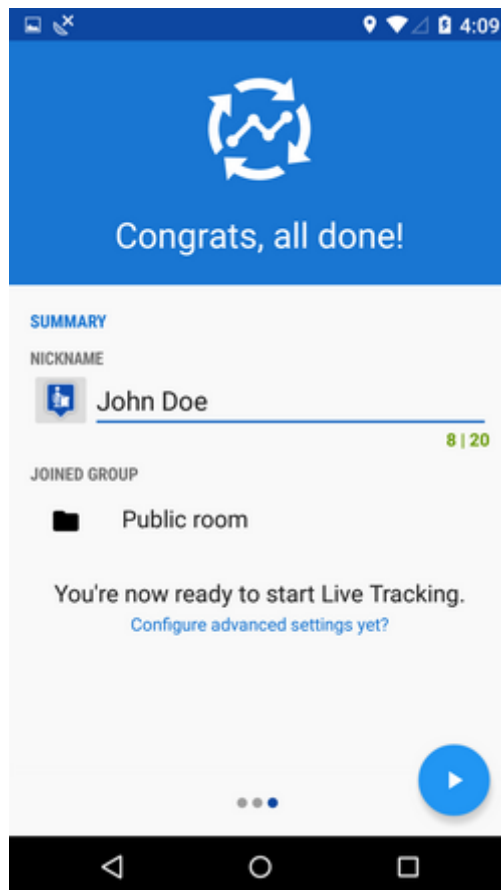 4:09
Congrats, all done!
SUMMARY
NICKNAME
John Doe
8 | 20
JOINED GROUP
Public room
You're now ready to start Live Tracking.
Configure advanced settings yet?